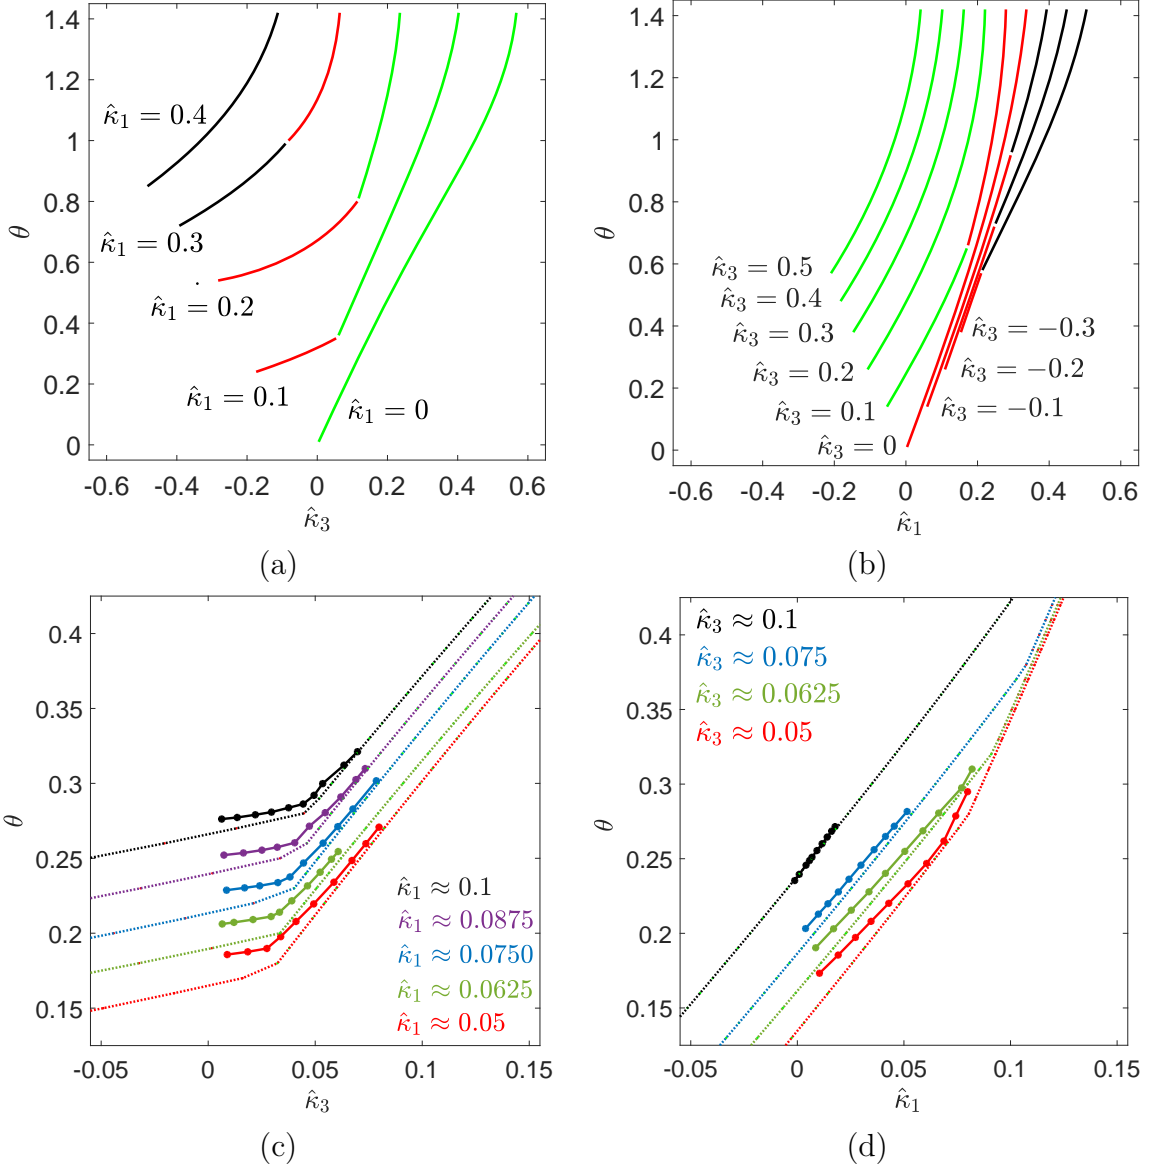 1.4
1.2
1
0.8
0.6
0.4
0.2
0
θ
κ̂₁ = 0.4
κ̂₁ = 0.3
κ̂₁ = 0.2
κ̂₁ = 0.1
κ̂₁ = 0
-0.6 -0.4 -0.2 0 0.2 0.4 0.6
κ̂₃
(a)
1.4
1.2
1
0.8
0.6
0.4
0.2
0
θ
κ̂₃ = 0.5
κ̂₃ = 0.4
κ̂₃ = 0.3
κ̂₃ = 0.2
κ̂₃ = 0.1
κ̂₃ = 0
κ̂₃ = −0.3
κ̂₃ = −0.2
κ̂₃ = −0.1
-0.6 -0.4 -0.2 0 0.2 0.4 0.6
κ̂₁
(b)
0.4
0.35
0.3
0.25
0.2
0.15
θ
κ̂₁ ≈ 0.1
κ̂₁ ≈ 0.0875
κ̂₁ ≈ 0.0750
κ̂₁ ≈ 0.0625
κ̂₁ ≈ 0.05
-0.05 0 0.05 0.1 0.15
κ̂₃
(c)
κ̂₃ ≈ 0.1
κ̂₃ ≈ 0.075
κ̂₃ ≈ 0.0625
κ̂₃ ≈ 0.05
0.4
0.35
0.3
0.25
0.2
0.15
θ
-0.05 0 0.05 0.1 0.15
κ̂₁
(d)